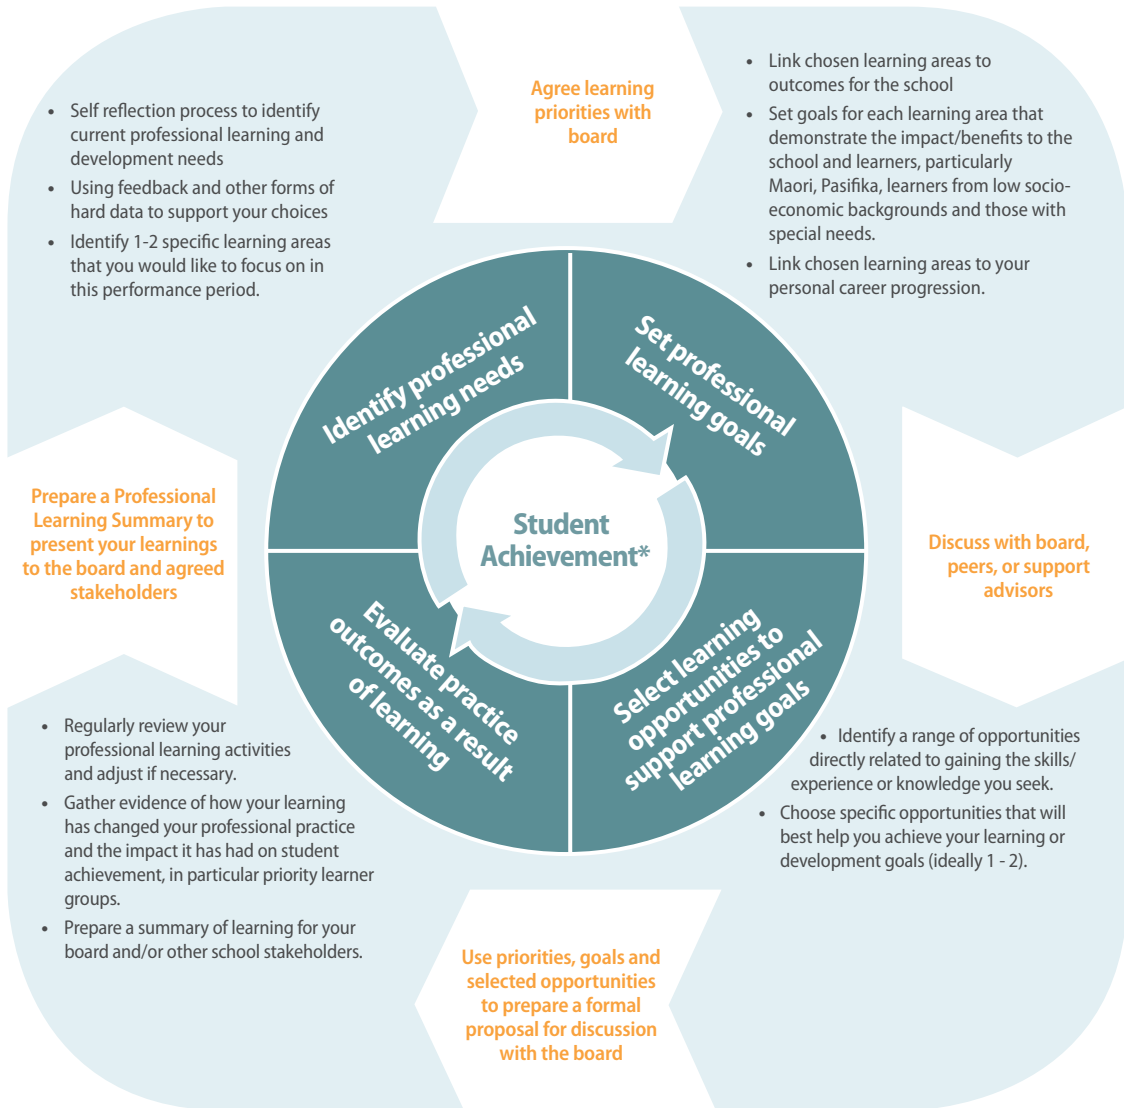 Agree learning
priorities with
board
• Self reflection process to identify
current professional learning and
development needs
• Using feedback and other forms of
hard data to support your choices
• Identify 1-2 specific learning areas
that you would like to focus on in
this performance period.
• Link chosen learning areas to
outcomes for the school
• Set goals for each learning area that
demonstrate the impact/benefits to the
school and learners, particularly
Maori, Pasifika, learners from low socio-
economic backgrounds and those with
special needs.
• Link chosen learning areas to your
personal career progression.
Identify professional
learning needs
Set professional
learning goals
Student
Achievement*
Prepare a Professional
Learning Summary to
present your learnings
to the board and agreed
stakeholders
Discuss with board,
peers, or support
advisors
Evaluate practice
outcomes as a result
of learning
Select learning
opportunities to
support professional
learning goals
• Regularly review your
professional learning activities
and adjust if necessary.
• Gather evidence of how your learning
has changed your professional practice
and the impact it has had on student
achievement, in particular priority learner
groups.
• Prepare a summary of learning for your
board and/or other school stakeholders.
• Identify a range of opportunities
directly related to gaining the skills/
experience or knowledge you seek.
• Choose specific opportunities that will
best help you achieve your learning or
development goals (ideally 1 - 2).
Use priorities, goals and
selected opportunities
to prepare a formal
proposal for discussion
with the board